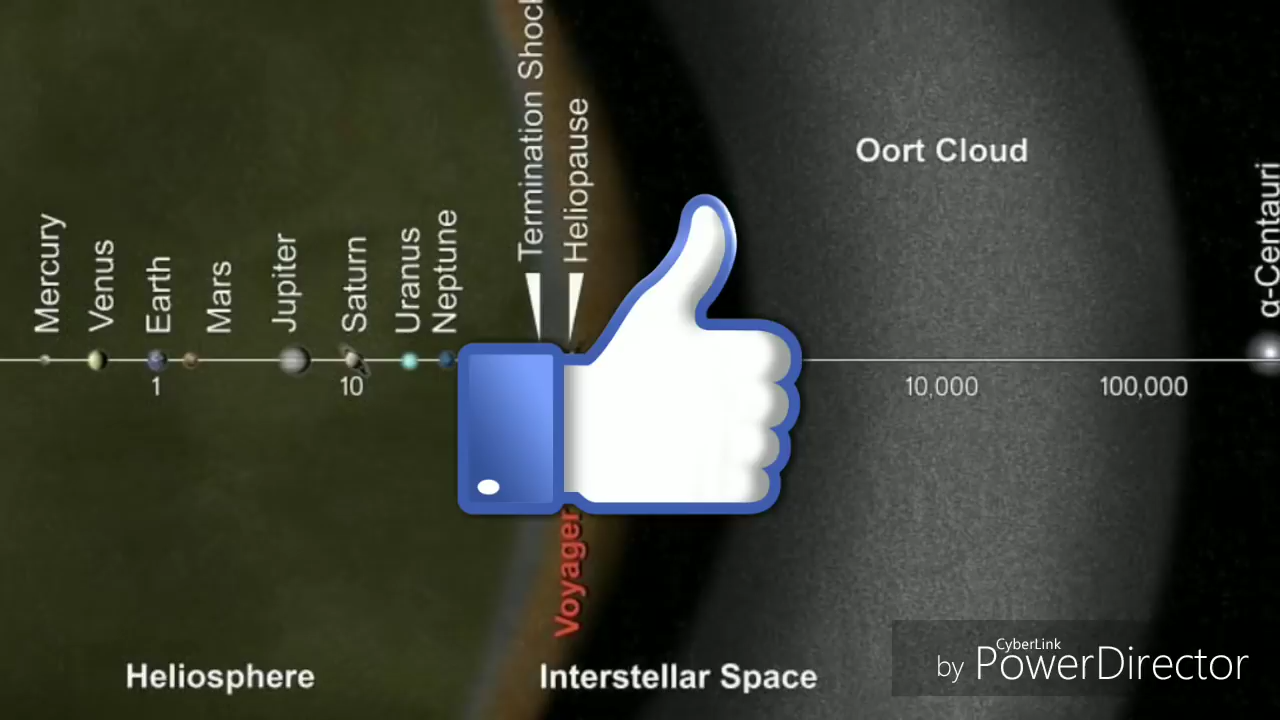 Mercury
Venus
Earth
Mars
Jupiter
Saturn
Uranus
Neptune
Termination Shock
Heliopause
Oort Cloud
α-Centauri
1
10
10,000
100,000
Voyager
Heliosphere
Interstellar Space
by CyberLink PowerDirector